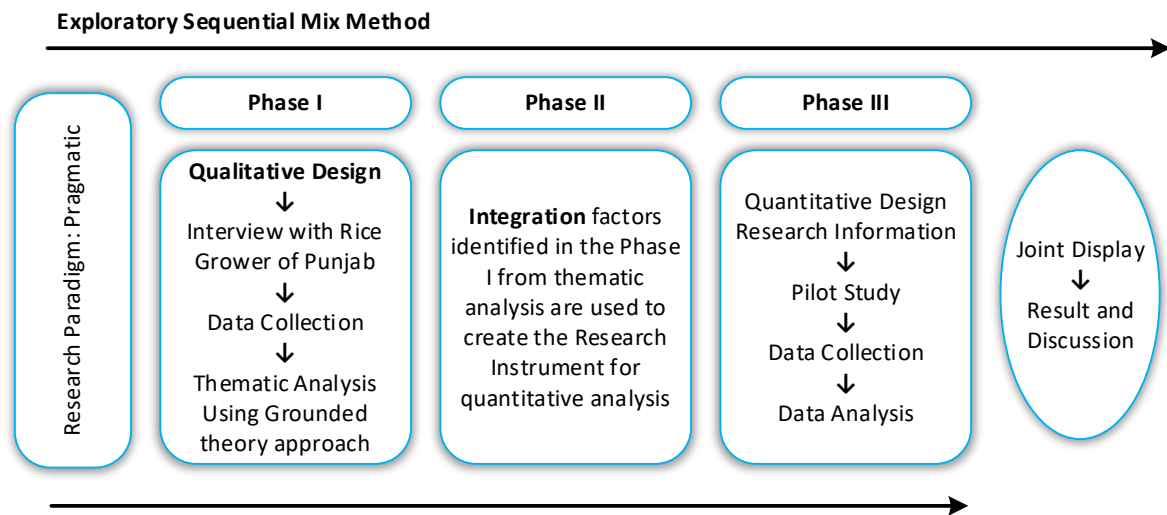 Exploratory Sequential Mix Method
Research Paradigm: Pragmatic
Phase I
Qualitative Design
↓
Interview with Rice
Grower of Punjab
↓
Data Collection
↓
Thematic Analysis
Using Grounded
theory approach
Phase II
Integration factors
identified in the Phase
I from thematic
analysis are used to
create the Research
Instrument for
quantitative analysis
Phase III
Quantitative Design
Research Information
↓
Pilot Study
↓
Data Collection
↓
Data Analysis
Joint Display
↓
Result and
Discussion